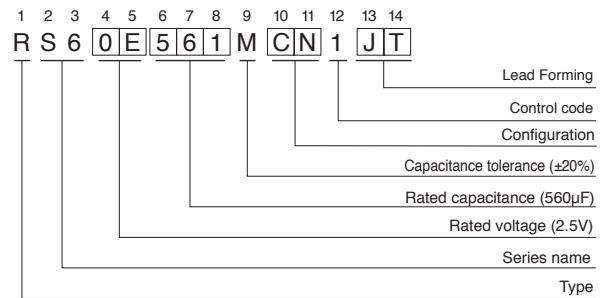 1 2 3 4 5 6 7 8 9 10 11 12 13 14
R S 6 0 E 5 6 1 M C N 1 J T
Lead Forming
Control code
Configuration
Capacitance tolerance (±20%)
Rated capacitance (560µF)
Rated voltage (2.5V)
Series name
Type